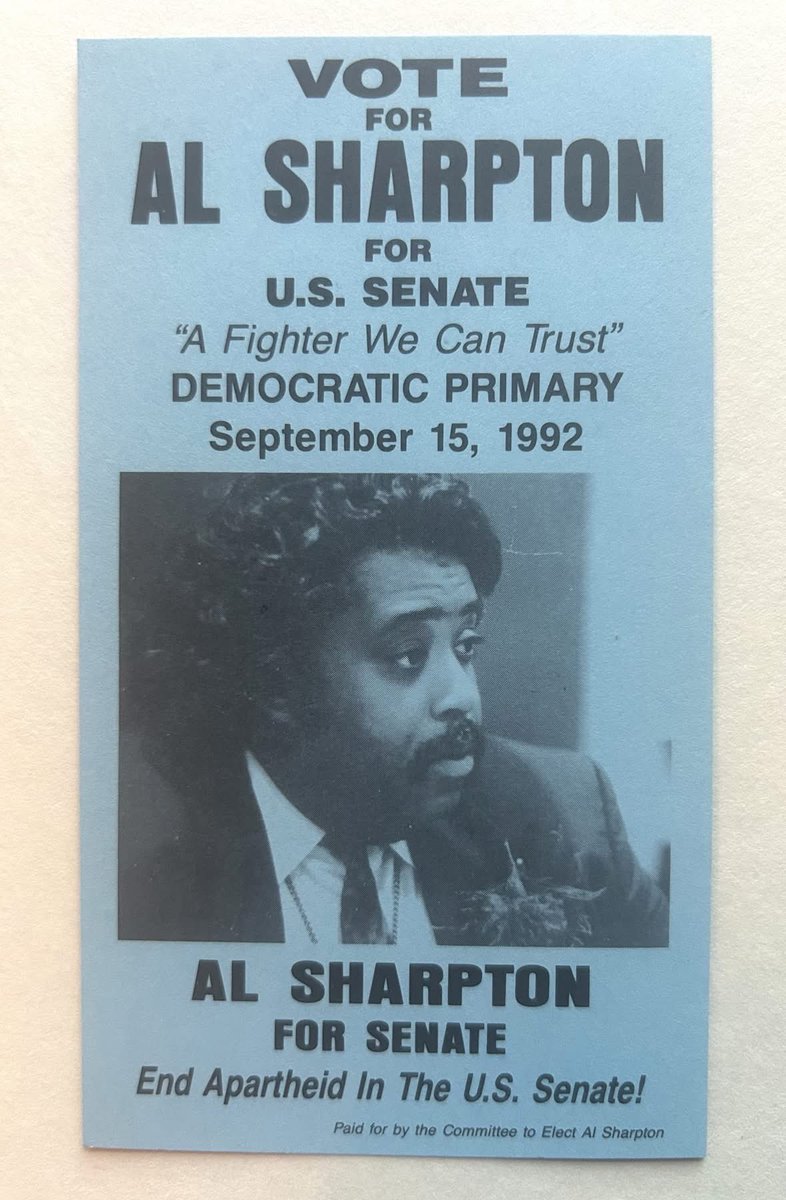 VOTE
FOR
AL SHARPTON
FOR
U.S. SENATE
“A Fighter We Can Trust”
DEMOCRATIC PRIMARY
September 15, 1992
AL SHARPTON
FOR SENATE
End Apartheid In The U.S. Senate!
Paid for by the Committee to Elect Al Sharpton